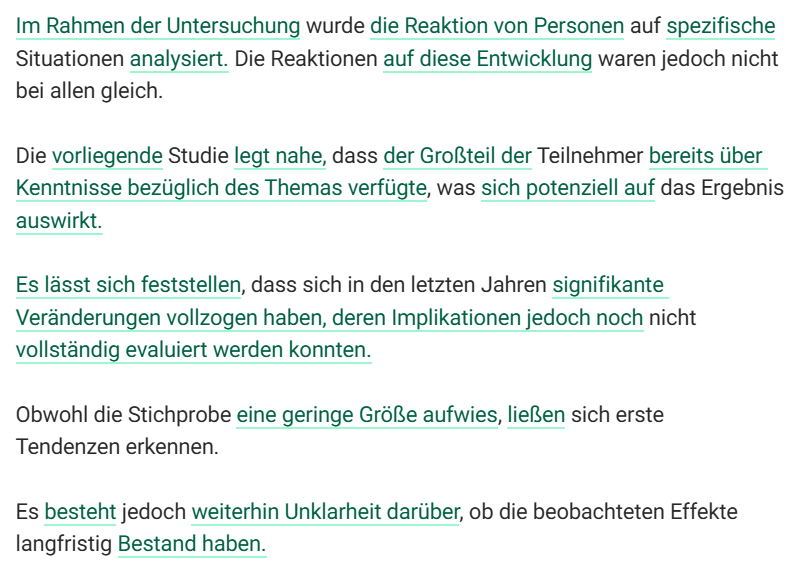 Im Rahmen der Untersuchung wurde die Reaktion von Personen auf spezifische
Situationen analysiert. Die Reaktionen auf diese Entwicklung waren jedoch nicht
bei allen gleich.
Die vorliegende Studie legt nahe, dass der Großteil der Teilnehmer bereits über
Kenntnisse bezüglich des Themas verfügte, was sich potenziell auf das Ergebnis
auswirkt.
Es lässt sich feststellen, dass sich in den letzten Jahren signifikante
Veränderungen vollzogen haben, deren Implikationen jedoch noch nicht
vollständig evaluiert werden konnten.
Obwohl die Stichprobe eine geringe Größe aufwies, ließen sich erste
Tendenzen erkennen.
Es besteht jedoch weiterhin Unklarheit darüber, ob die beobachteten Effekte
langfristig Bestand haben.